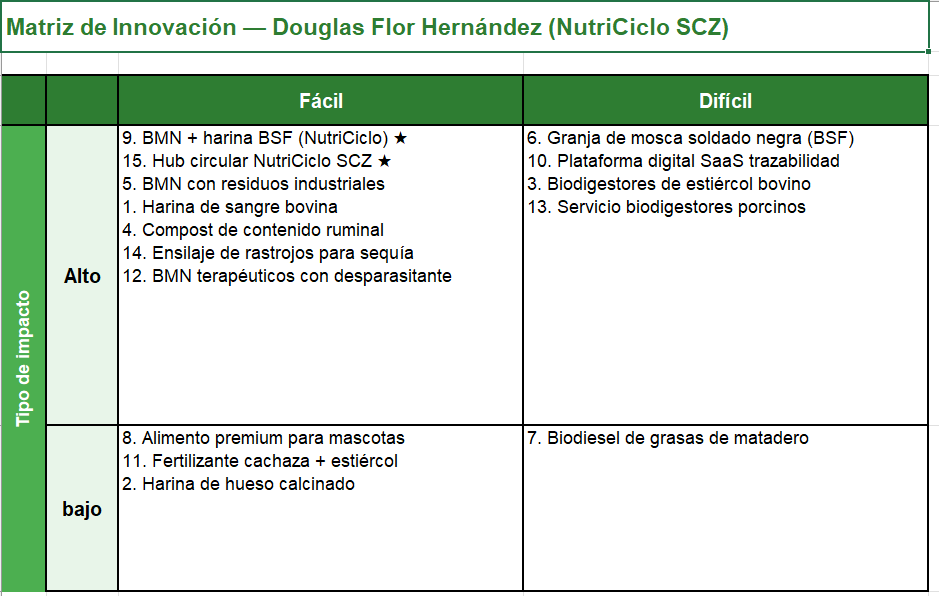 Matriz de Innovación — Douglas Flor Hernández (NutriCiclo SCZ)
Fácil
Difícil
Tipo de impacto
Alto
9. BMN + harina BSF (NutriCiclo) ★
15. Hub circular NutriCiclo SCZ ★
5. BMN con residuos industriales
1. Harina de sangre bovina
4. Compost de contenido ruminal
14. Ensilaje de rastrojos para sequía
12. BMN terapéuticos con desparasitante
6. Granja de mosca soldado negra (BSF)
10. Plataforma digital SaaS trazabilidad
3. Biodigestores de estiércol bovino
13. Servicio biodigestores porcinos
bajo
8. Alimento premium para mascotas
11. Fertilizante cachaza + estiércol
2. Harina de hueso calcinado
7. Biodiesel de grasas de matadero